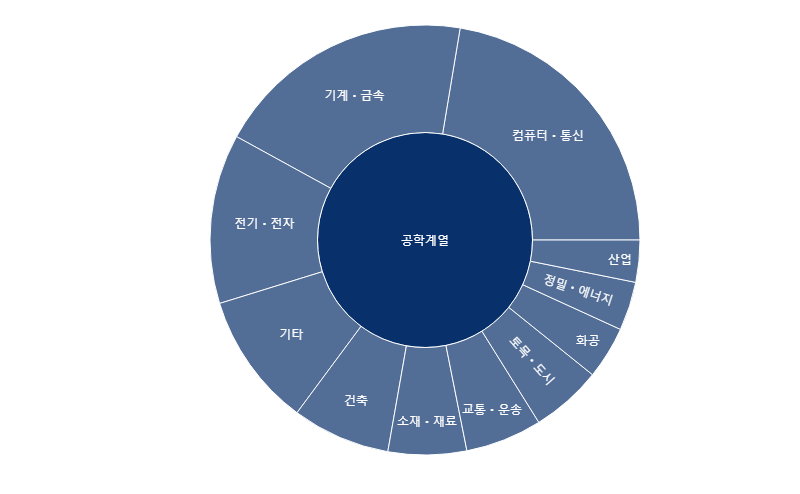 기계・금속
컴퓨터・통신
전기・전자
공학계열
산업
정밀・에너지
기타
화공
토목・도시
건축
교통・운송
소재・재료